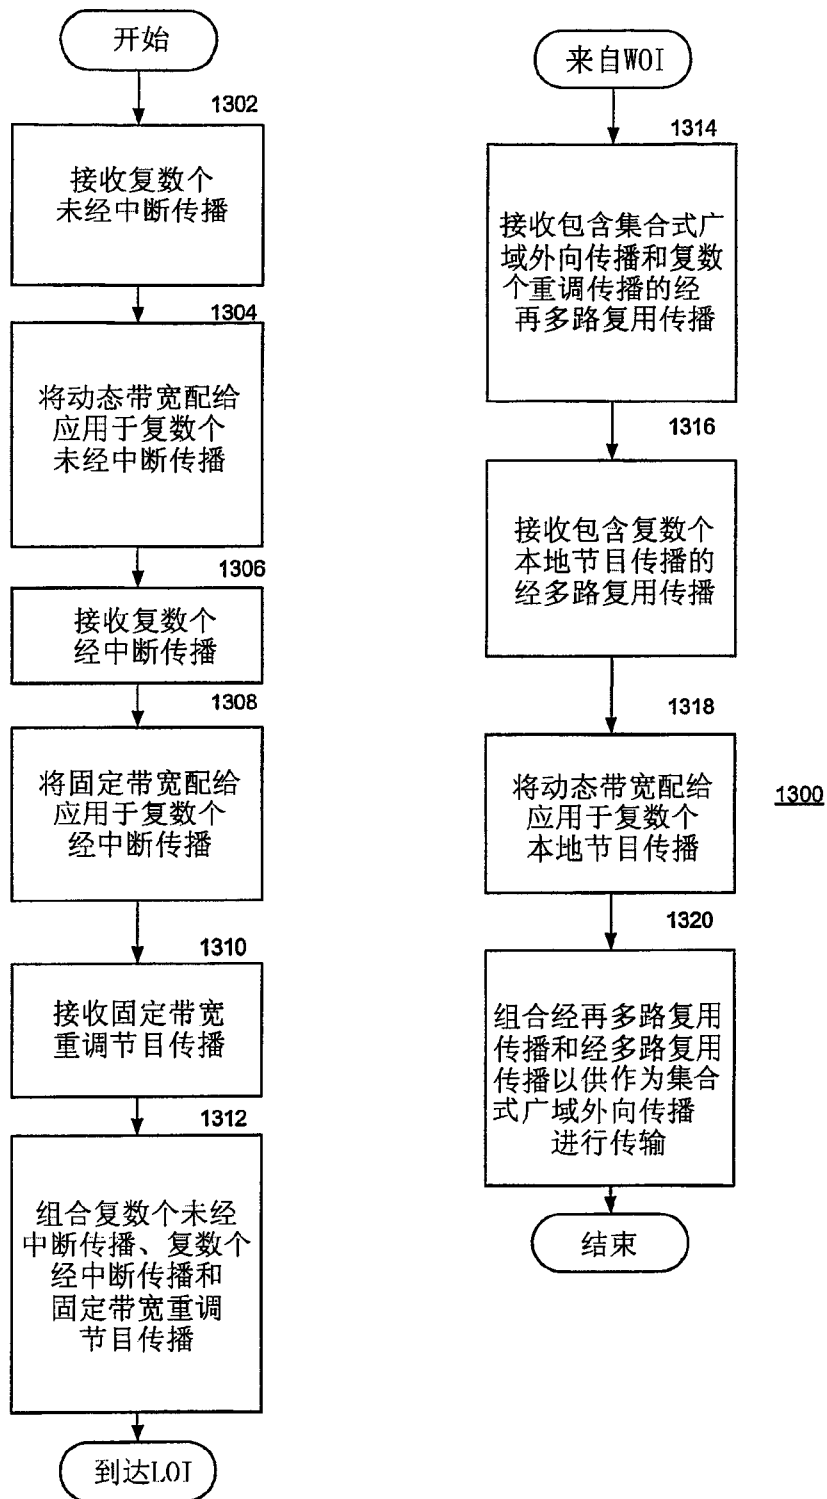 开始
1302
接收复数个
未经中断传播
1304
将动态带宽配给
应用于复数个
未经中断传播
1306
接收复数个
经中断传播
1308
将固定带宽配给
应用于复数个
经中断传播
1310
接收固定带宽
重调节目传播
1312
组合复数个未经
中断传播、复数个
经中断传播和
固定带宽重调
节目传播
到达LOI
来自WOI
1314
接收包含集合式广
域外向传播和复数
个重调传播的经
再多路复用传播
1316
接收包含复数个
本地节目传播的
经多路复用传播
1318
将动态带宽配给
应用于复数个
本地节目传播
1320
组合经再多路复用
传播和经多路复用
传播以供作为集合
式广域外向传播
进行传输
结束
1300